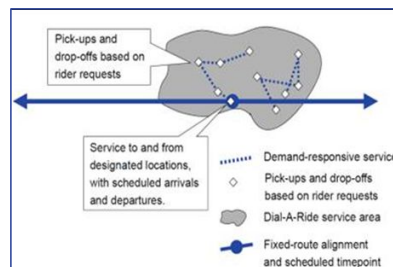 Pick-ups and
drop-offs based on
rider requests
Service to and from
designated locations,
with scheduled arrivals
and departures.
Demand-responsive service
Pick-ups and drop-offs
based on rider requests
Dial-A-Ride service area
Fixed-route alignment
and scheduled timepoint